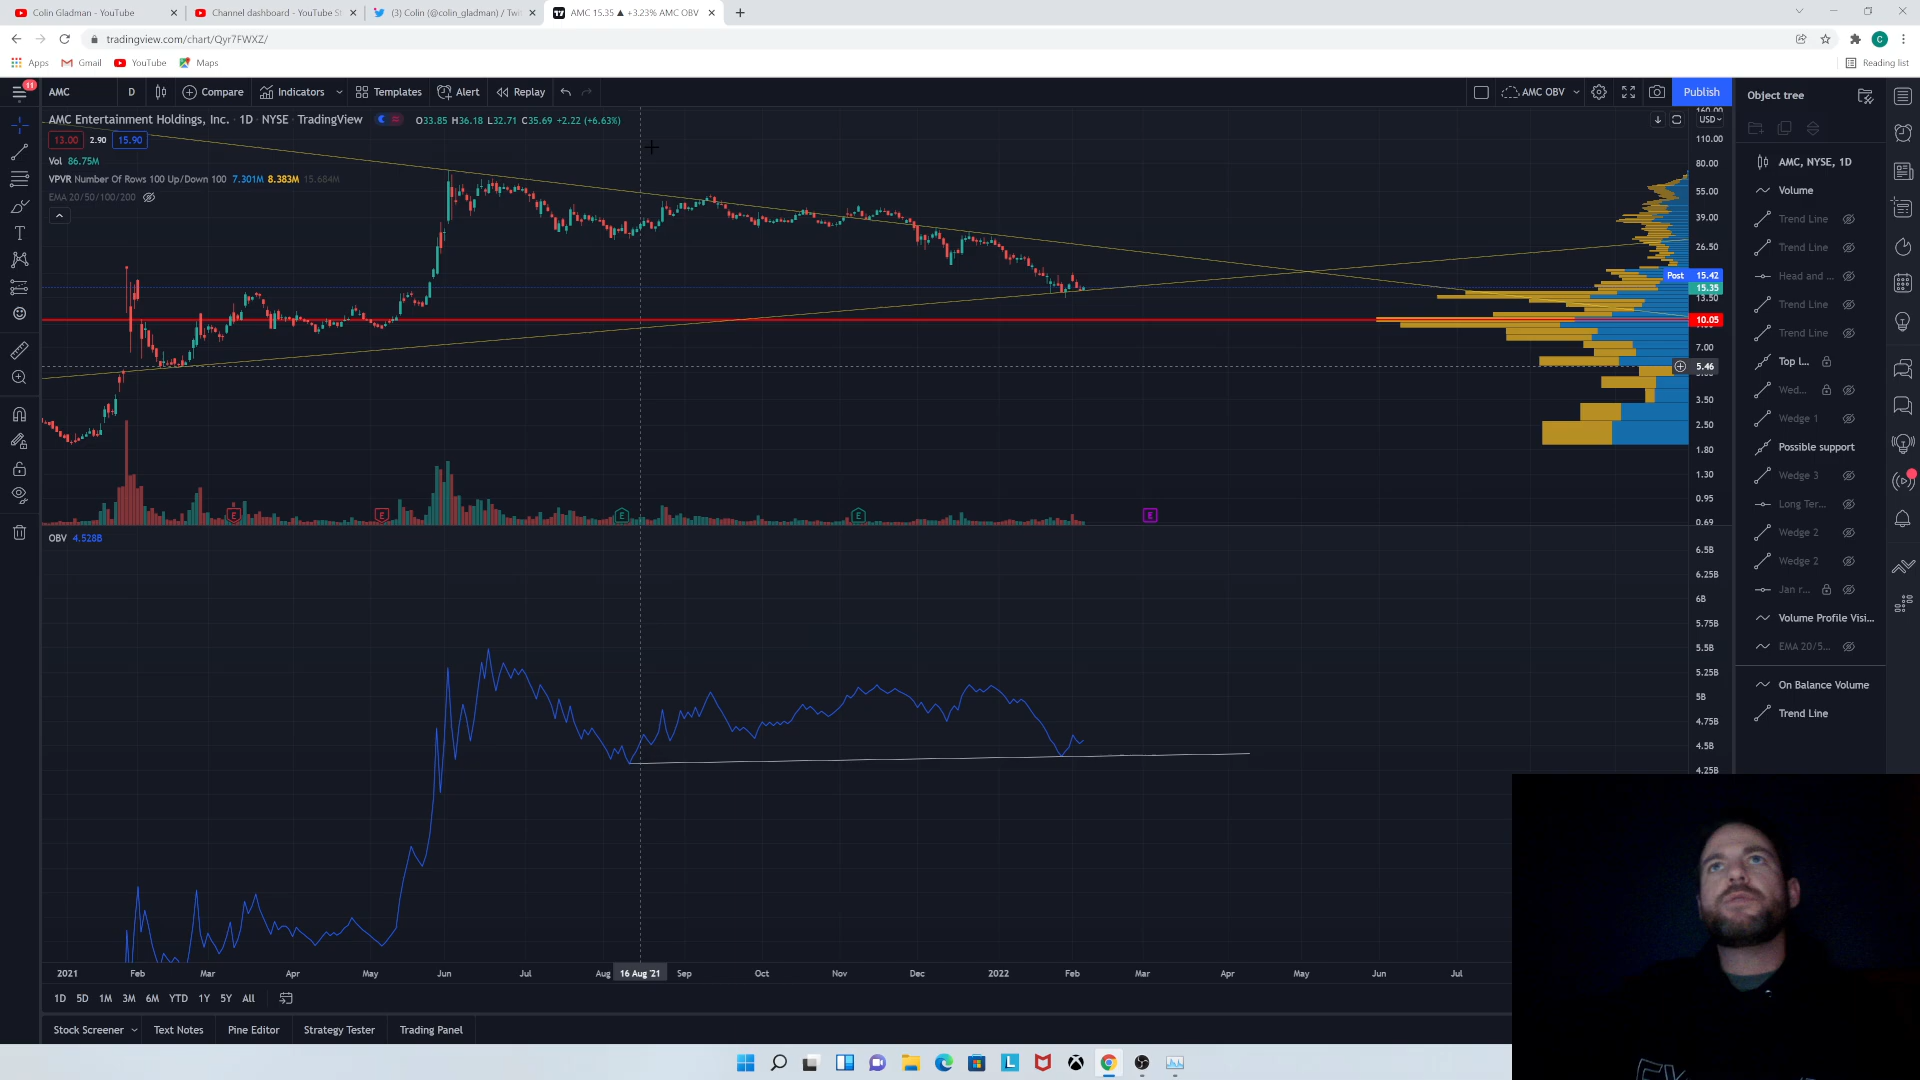 Colin Gladman - YouTube
Channel dashboard - YouTube St
(3) Colin (@colin_gladman) / Twi
AMC 15.35 ▲ +3.23% AMC OBV
tradingview.com/chart/Qyr7FWXZ/
Apps
Gmail
YouTube
Maps
Reading list
11
AMC
D
Compare
Indicators
Templates
Alert
Replay
AMC OBV
Publish
Object tree
AMC Entertainment Holdings, Inc. · 1D · NYSE · TradingView
O33.85 H36.18 L32.71 C35.69 +2.22 (+6.63%)
13.00 2.90 15.90
Vol 86.75M
VPVR Number Of Rows 100 Up/Down 100 7.301M 8.383M 15.684M
EMA 20/50/100/200
USD
160.00
110.00
80.00
55.00
39.00
26.50
Post 15.42
15.35
13.50
10.05
7.00
5.46
3.50
2.50
1.80
1.30
0.95
0.69
E
E
E
E
E
OBV 4.528B
6.5B
6.25B
6B
5.75B
5.5B
5.25B
5B
4.75B
4.5B
4.25B
2021
Feb
Mar
Apr
May
Jun
Jul
Aug
16 Aug '21
Sep
Oct
Nov
Dec
2022
Feb
Mar
Apr
May
Jun
Jul
AMC, NYSE, 1D
Volume
Trend Line
Trend Line
Head and ...
Trend Line
Trend Line
Top l...
Wed...
Wedge 1
Possible support
Wedge 3
Long Ter...
Wedge 2
Wedge 2
Jan r...
Volume Profile Visi...
EMA 20/5...
On Balance Volume
Trend Line
1D
5D
1M
3M
6M
YTD
1Y
5Y
All
Stock Screener
Text Notes
Pine Editor
Strategy Tester
Trading Panel